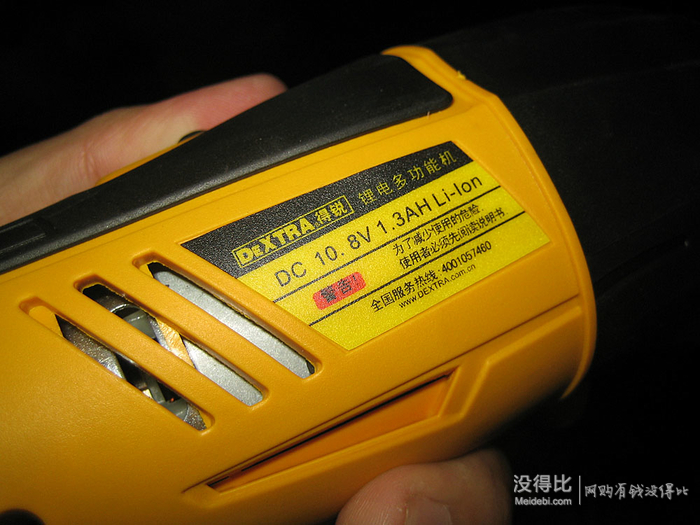 DEXTRA 得锐 锂电多功能机
DC 10.8V 1.3AH Li-Ion
警告!
为了减少使用的危险
使用者必须先阅读说明书
全国服务热线·4001057460
www.DEXTRA.com.cn
没得比
Meidebi.com
网购有钱没得比